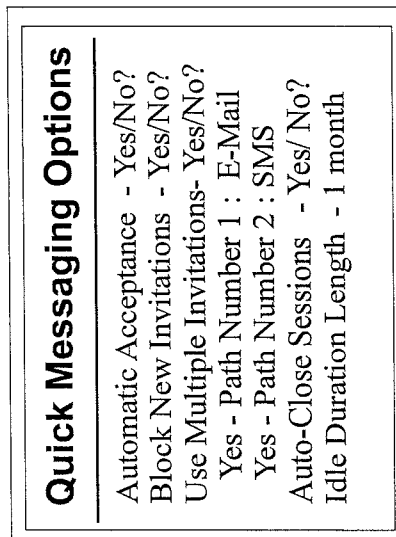 Quick Messaging Options
Automatic Acceptance - Yes/No?
Block New Invitations - Yes/No?
Use Multiple Invitations- Yes/No?
Yes - Path Number 1 : E-Mail
Yes - Path Number 2 : SMS
Auto-Close Sessions - Yes/ No?
Idle Duration Length - 1 month